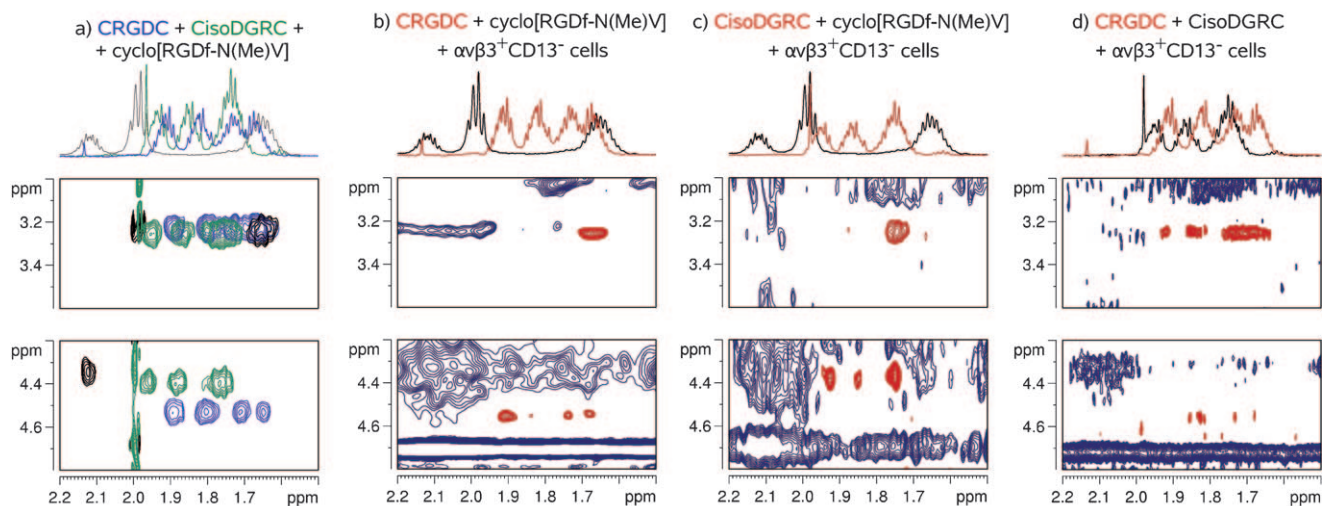 a) CRGDC + CisoDGRC +
+ cyclo[RGDf-N(Me)V]
b) CRGDC + cyclo[RGDf-N(Me)V]
+ αvβ3⁺CD13⁻ cells
c) CisoDGRC + cyclo[RGDf-N(Me)V]
+ αvβ3⁺CD13⁻ cells
d) CRGDC + CisoDGRC
+ αvβ3⁺CD13⁻ cells
ppm
3.2
3.4
ppm
3.2
3.4
ppm
3.2
3.4
ppm
3.2
3.4
ppm
4.4
4.6
ppm
4.4
4.6
ppm
4.4
4.6
ppm
4.4
4.6
2.2 2.1 2.0 1.9 1.8 1.7 ppm
2.2 2.1 2.0 1.9 1.8 1.7 ppm
2.2 2.1 2.0 1.9 1.8 1.7 ppm
2.2 2.1 2.0 1.9 1.8 1.7 ppm